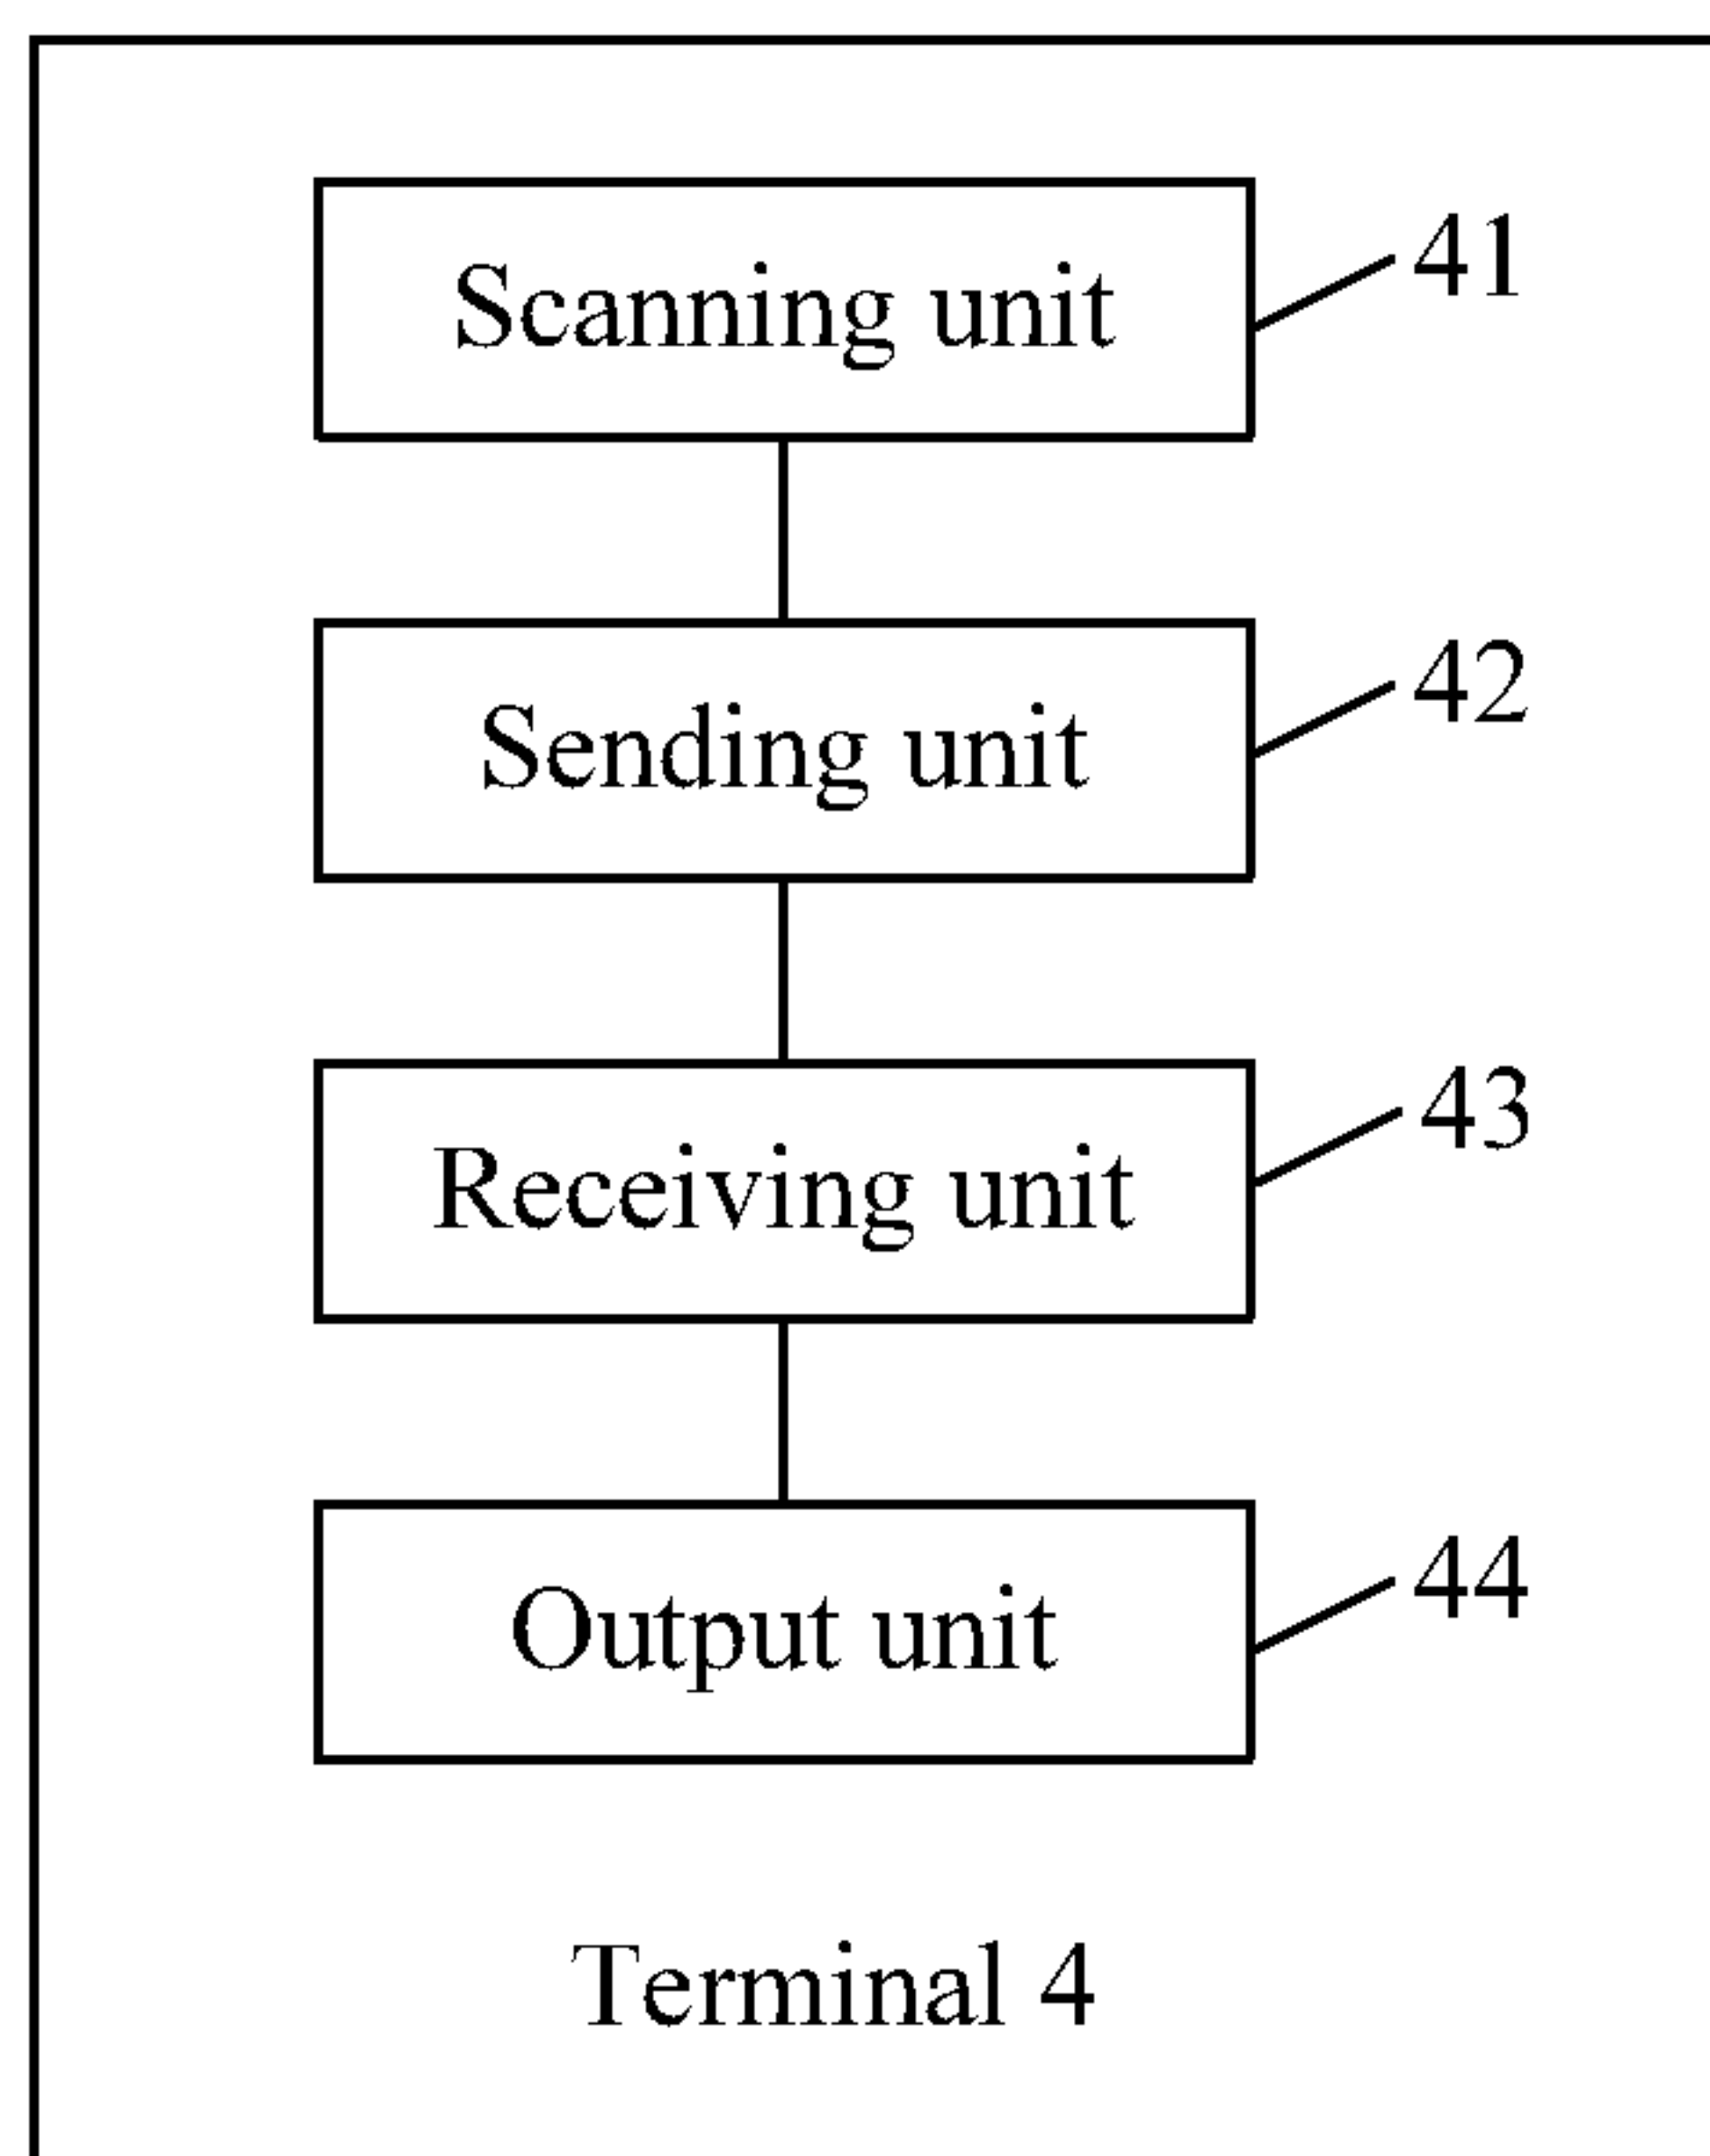 Scanning unit 41
Sending unit 42
Receiving unit 43
Output unit 44
Terminal 4